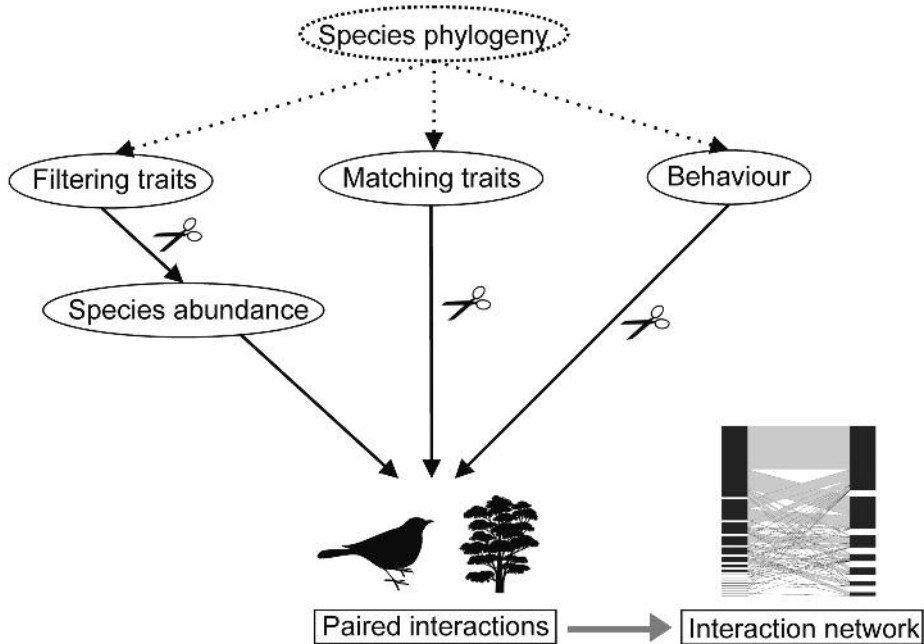 Species phylogeny
Filtering traits
Matching traits
Behaviour
Species abundance
Paired interactions
Interaction network